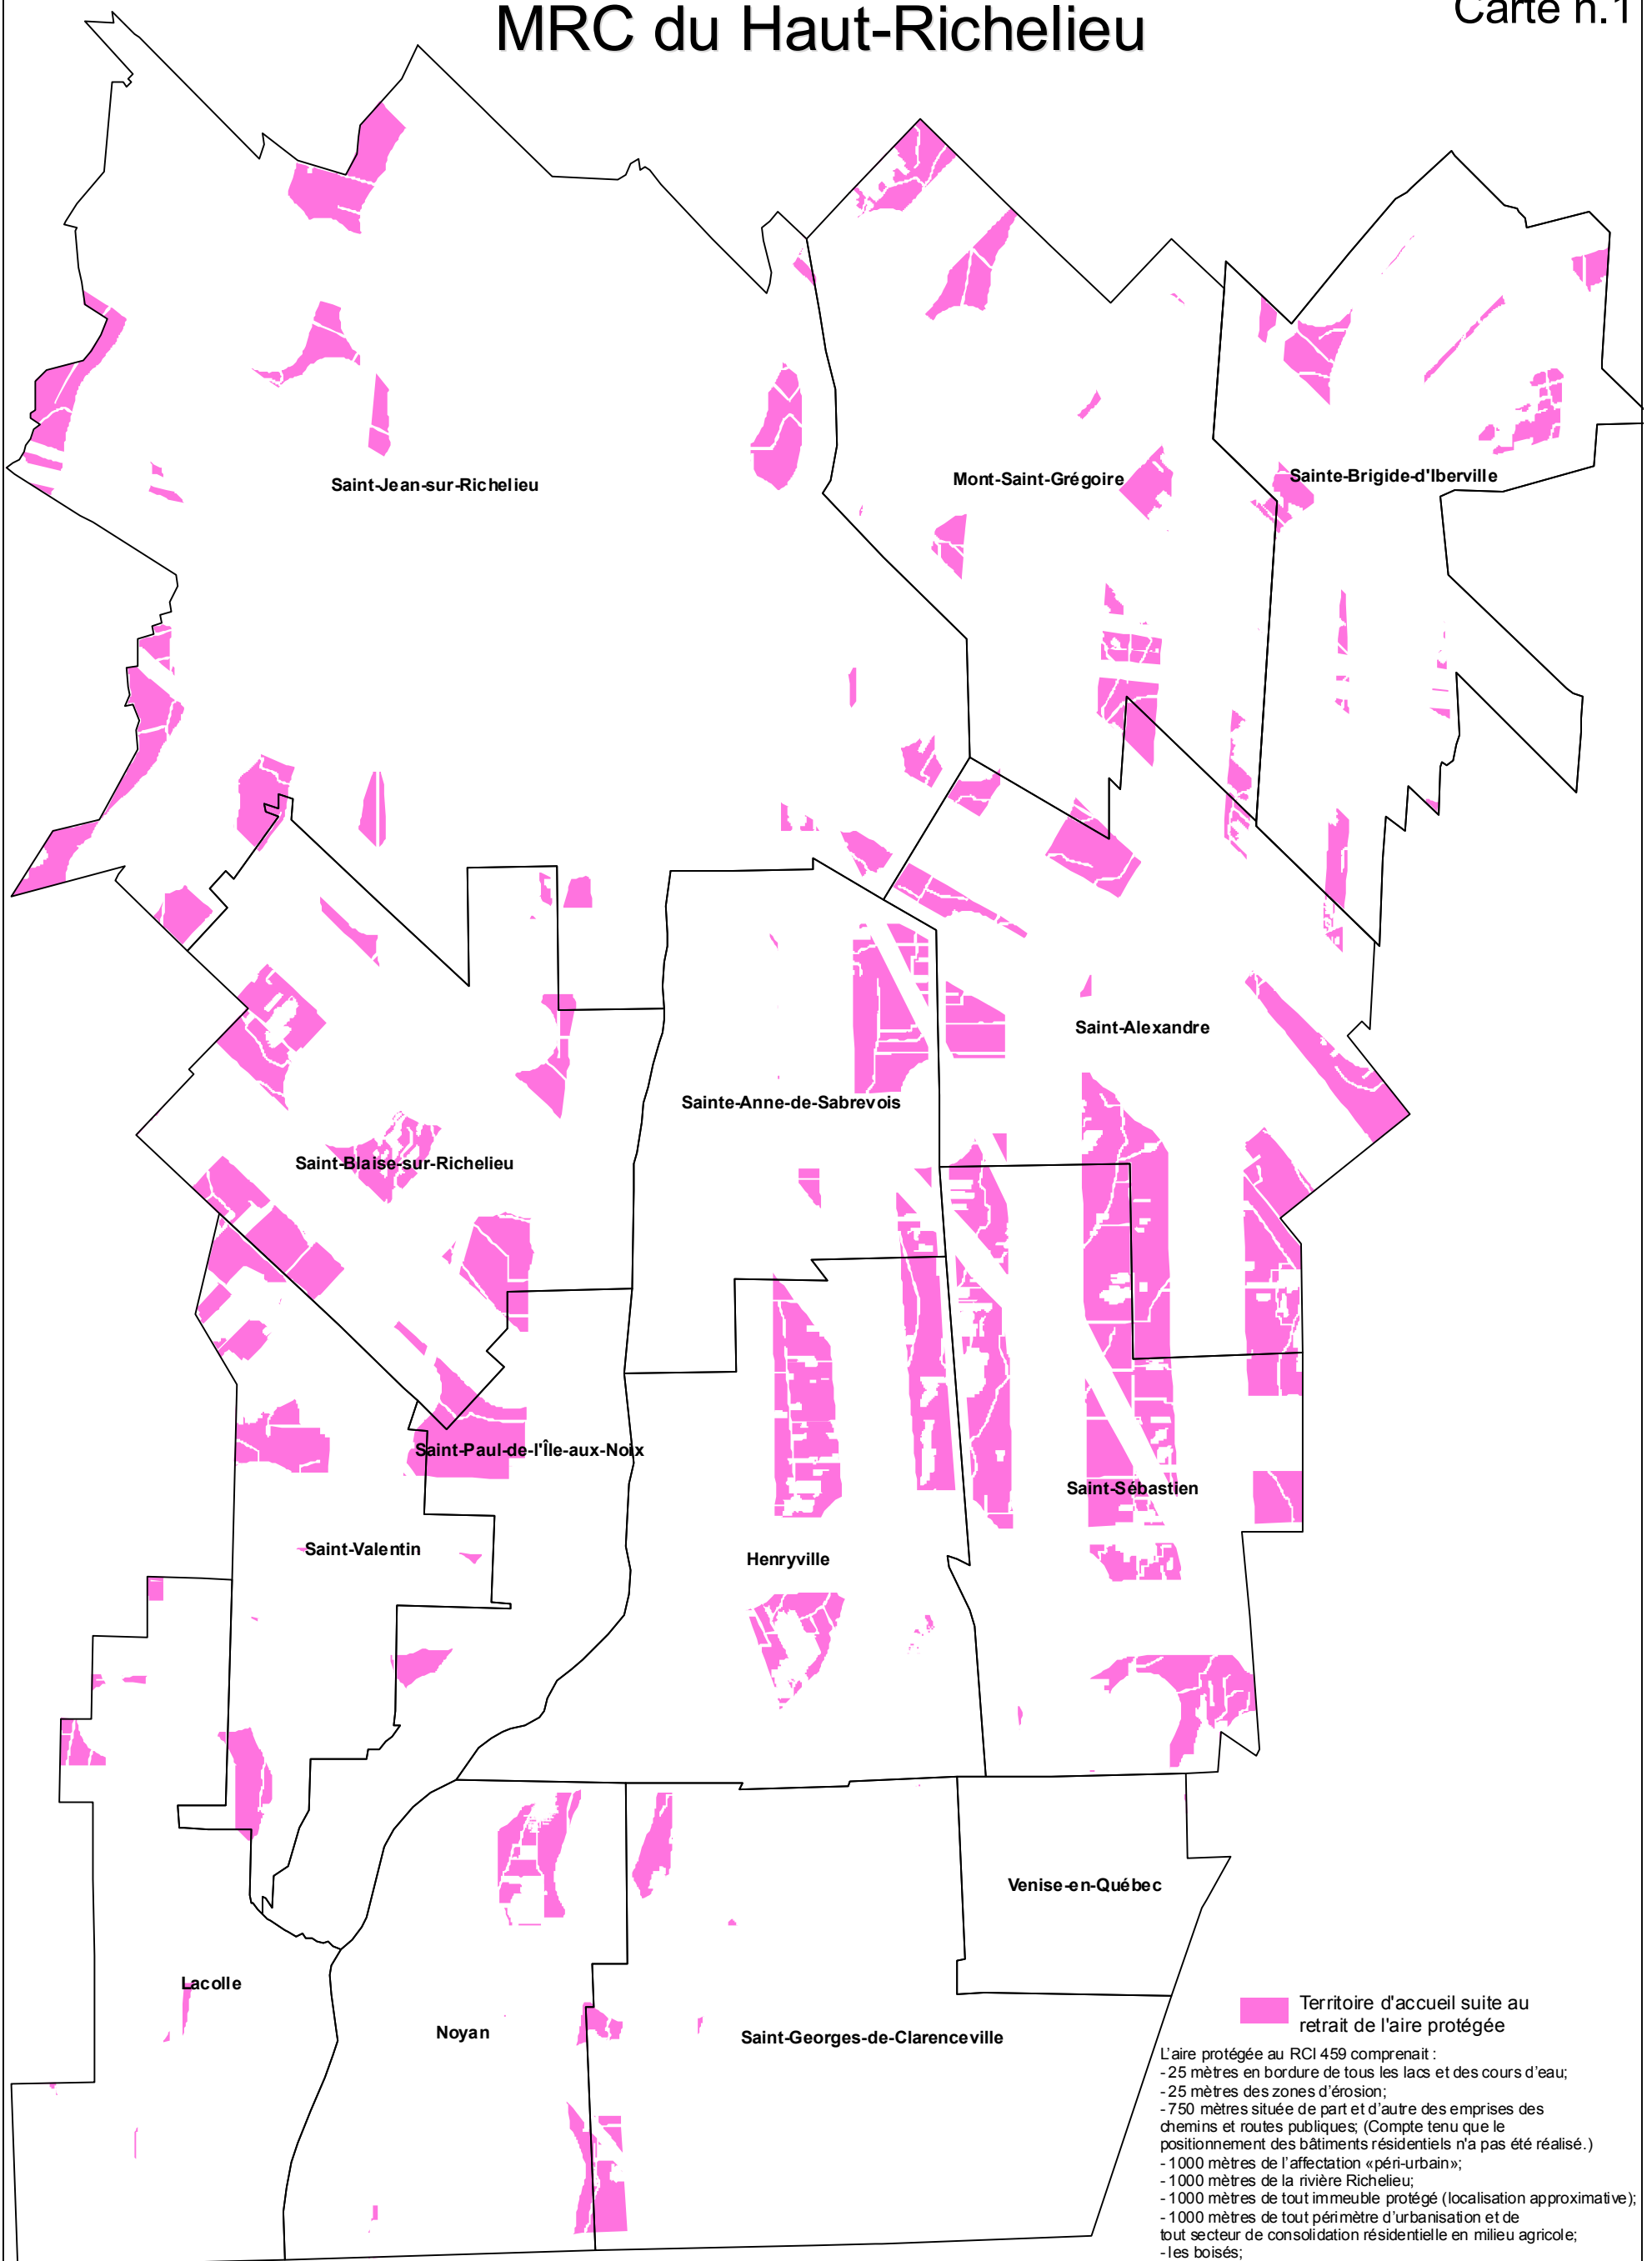 MRC du Haut-Richelieu
Carte n.1
Saint-Jean-sur-Richelieu
Mont-Saint-Grégoire
Sainte-Brigide-d'Iberville
Saint-Alexandre
Sainte-Anne-de-Sabrevois
Saint-Blaise-sur-Richelieu
Saint-Paul-de-l'Île-aux-Noix
Saint-Sébastien
Saint-Valentin
Henryville
Venise-en-Québec
Lacolle
Noyan
Saint-Georges-de-Clarenceville
Territoire d'accueil suite au
retrait de l'aire protégée
L'aire protégée au RCI 459 comprenait :
- 25 mètres en bordure de tous les lacs et des cours d'eau;
- 25 mètres des zones d'érosion;
- 750 mètres située de part et d'autre des emprises des
chemins et routes publiques; (Compte tenu que le
positionnement des bâtiments résidentiels n'a pas été réalisé.)
- 1000 mètres de l'affectation «péri-urbain»;
- 1000 mètres de la rivière Richelieu;
- 1000 mètres de tout immeuble protégé (localisation approximative);
- 1000 mètres de tout périmètre d'urbanisation et de
tout secteur de consolidation résidentielle en milieu agricole;
- les boisés;